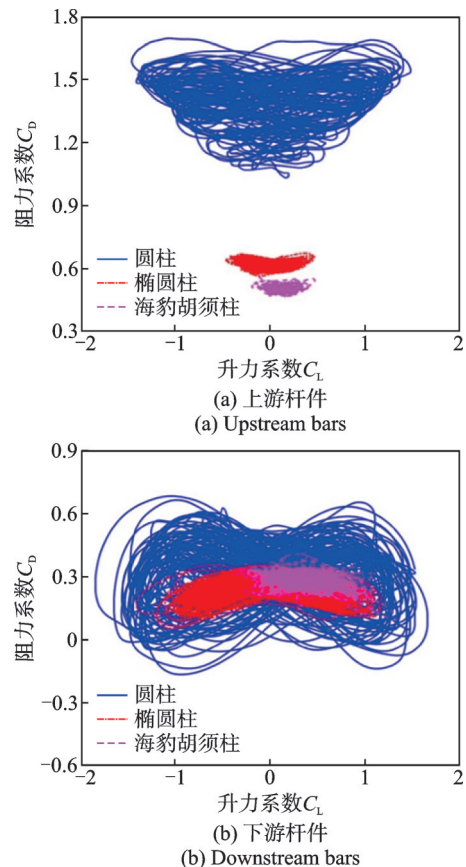 1.8
1.5
1.2
0.9
0.6
0.3
阻力系数C_D
圆柱
椭圆柱
海豹胡须柱
−2 −1 0 1 2
升力系数C_L
(a) 上游杆件
(a) Upstream bars
0.9
0.6
0.3
0
−0.3
−0.6
阻力系数C_D
圆柱
椭圆柱
海豹胡须柱
−2 −1 0 1 2
升力系数C_L
(b) 下游杆件
(b) Downstream bars